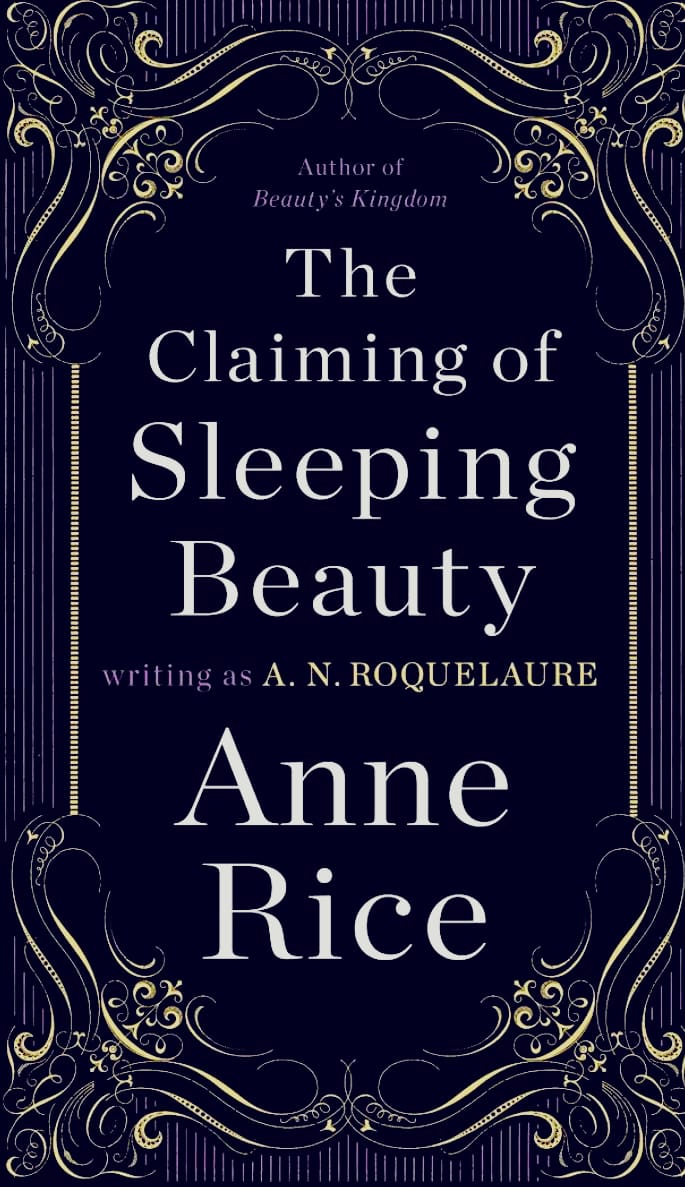 Author of
Beauty's Kingdom
The
Claiming of
Sleeping
Beauty
writing as A. N. ROQUELAURE
Anne
Rice